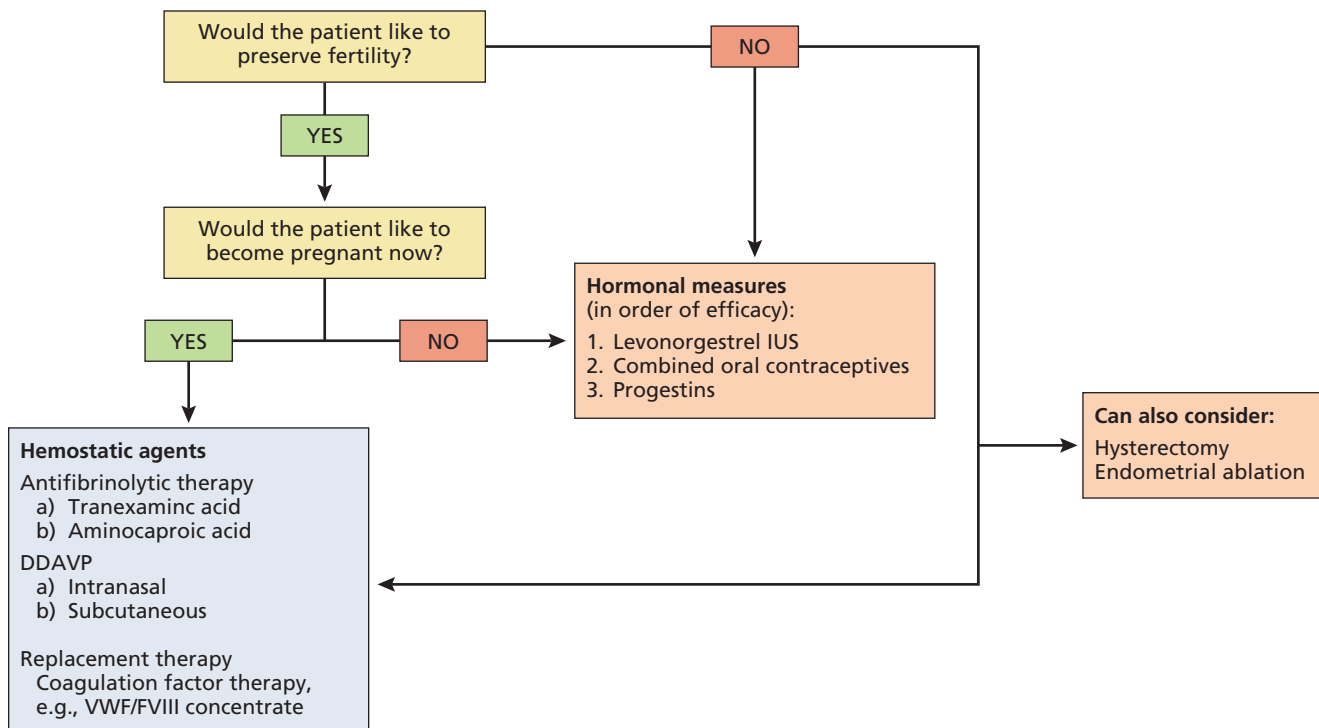 Would the patient like to
preserve fertility?
NO
YES
Would the patient like to
become pregnant now?
YES
NO
Hormonal measures
(in order of efficacy):
1. Levonorgestrel IUS
2. Combined oral contraceptives
3. Progestins
Can also consider:
Hysterectomy
Endometrial ablation
Hemostatic agents
Antifibrinolytic therapy
a) Tranexaminc acid
b) Aminocaproic acid
DDAVP
a) Intranasal
b) Subcutaneous
Replacement therapy
Coagulation factor therapy,
e.g., VWF/FVIII concentrate